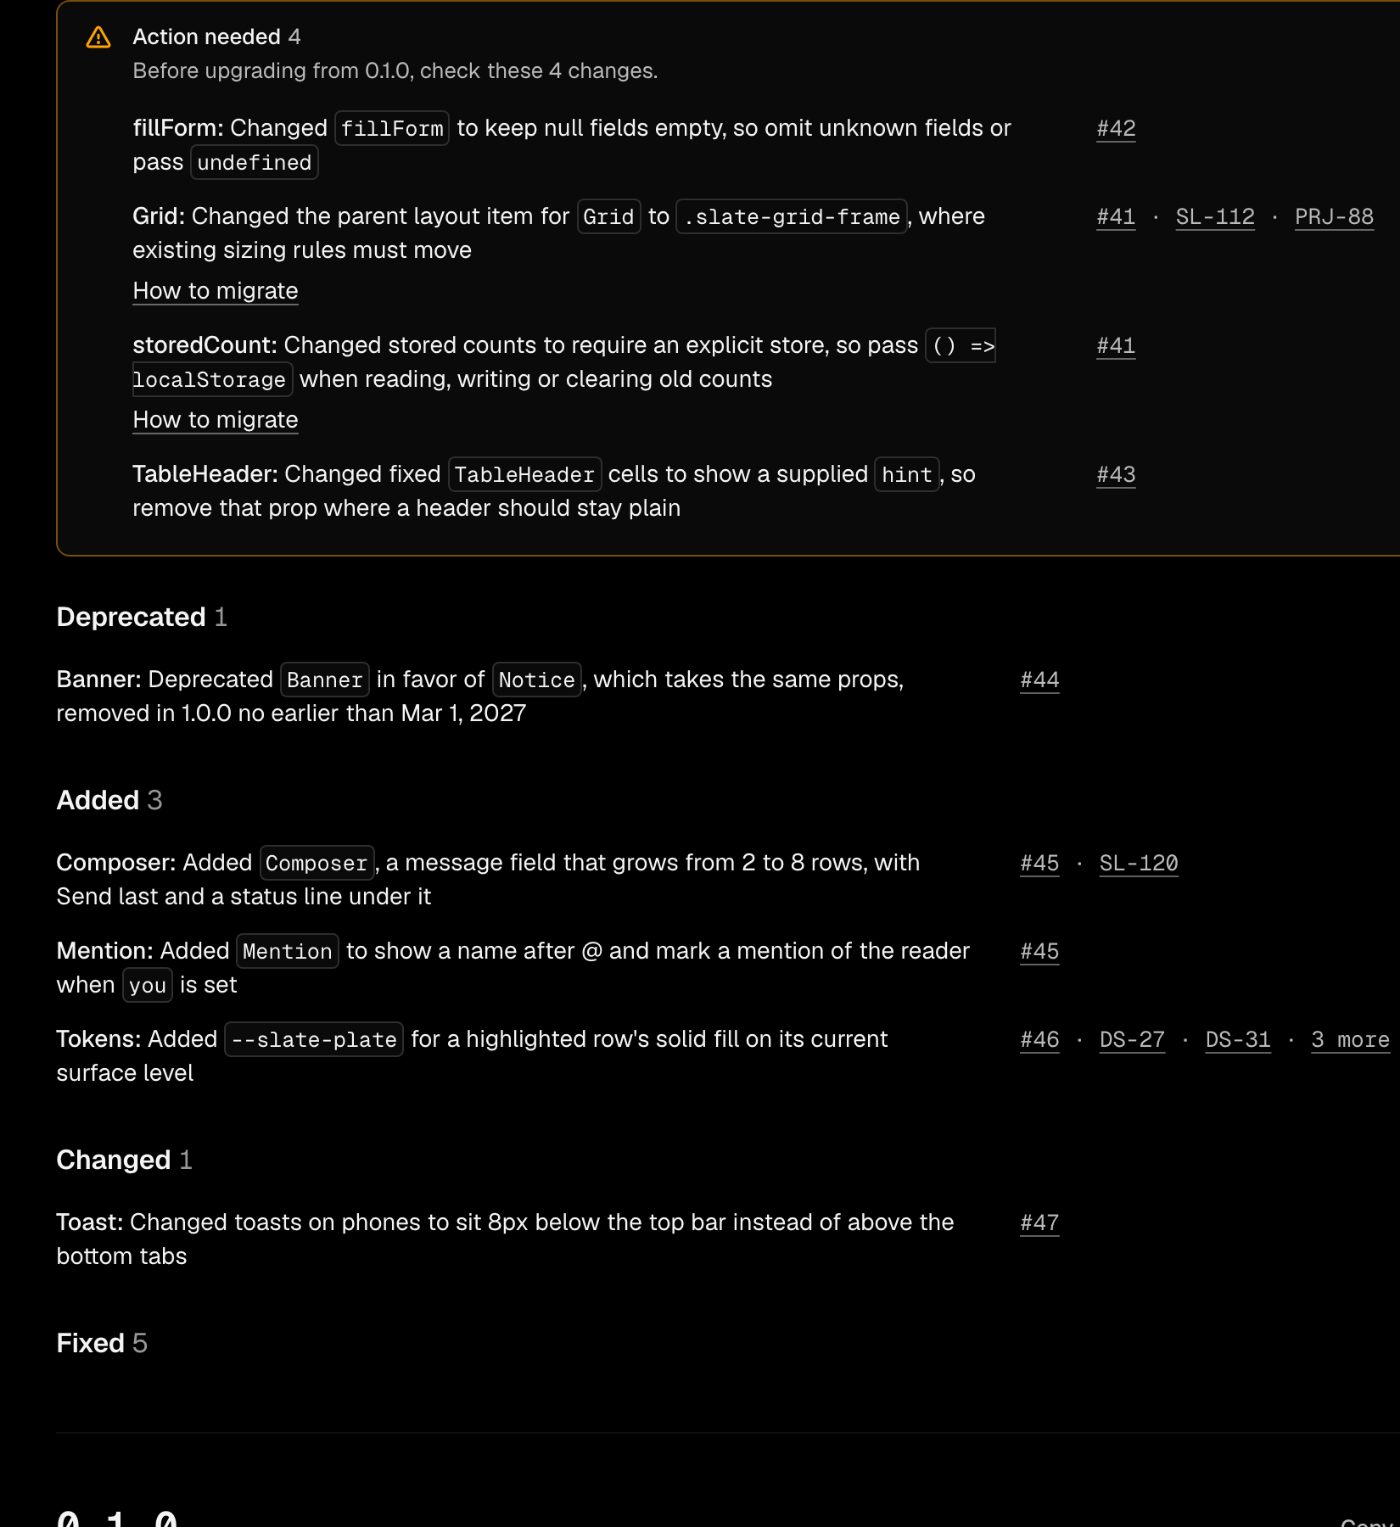 Action needed 4
Before upgrading from 0.1.0, check these 4 changes.
fillForm: Changed fillForm to keep null fields empty, so omit unknown fields or #42
pass undefined
Grid: Changed the parent layout item for Grid to .slate-grid-frame, where #41 · SL-112 · PRJ-88
existing sizing rules must move
How to migrate
storedCount: Changed stored counts to require an explicit store, so pass () => #41
localStorage when reading, writing or clearing old counts
How to migrate
TableHeader: Changed fixed TableHeader cells to show a supplied hint, so #43
remove that prop where a header should stay plain
Deprecated 1
Banner: Deprecated Banner in favor of Notice, which takes the same props, #44
removed in 1.0.0 no earlier than Mar 1, 2027
Added 3
Composer: Added Composer, a message field that grows from 2 to 8 rows, with #45 · SL-120
Send last and a status line under it
Mention: Added Mention to show a name after @ and mark a mention of the reader #45
when you is set
Tokens: Added --slate-plate for a highlighted row's solid fill on its current #46 · DS-27 · DS-31 · 3 more
surface level
Changed 1
Toast: Changed toasts on phones to sit 8px below the top bar instead of above the #47
bottom tabs
Fixed 5
0.1.0
Copy